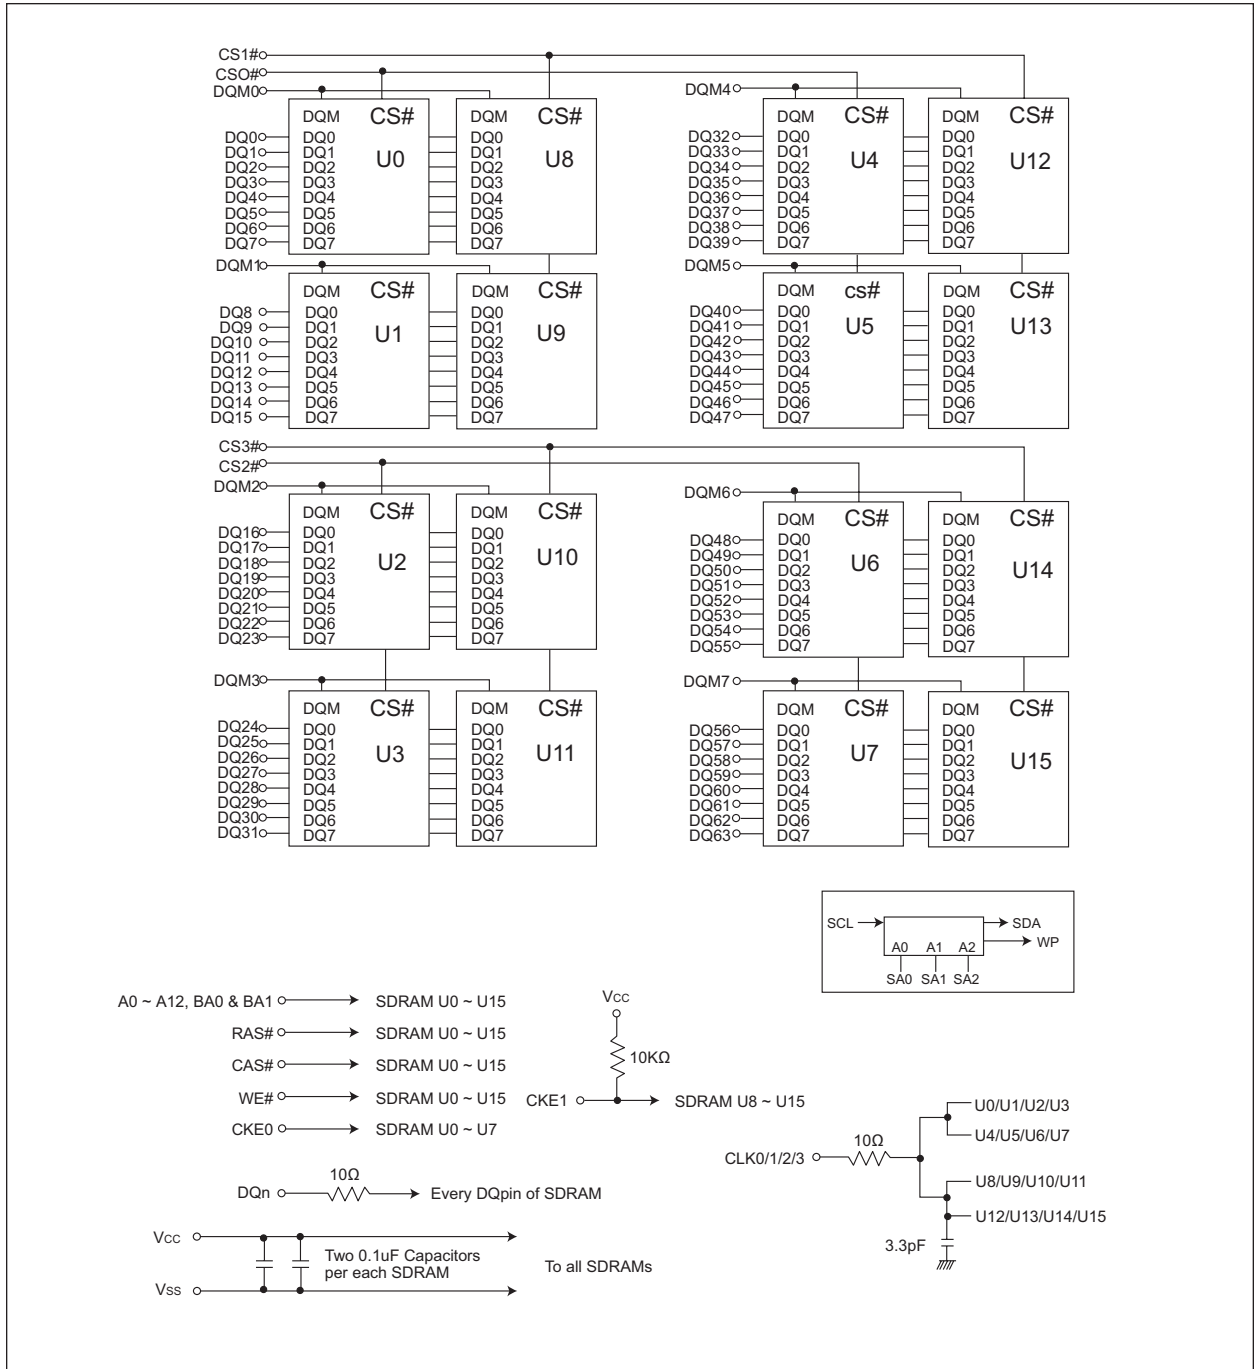 CS1#
CSO#
DQM0
DQM CS#
DQ0 DQ0
DQ1 DQ1
DQ2 DQ2
DQ3 DQ3
DQ4 DQ4
DQ5 DQ5
DQ6 DQ6
DQ7 DQ7
U0
DQM CS#
DQ0
DQ1
DQ2
DQ3
DQ4
DQ5
DQ6
DQ7
U8
DQM4
DQM CS#
DQ32 DQ0
DQ33 DQ1
DQ34 DQ2
DQ35 DQ3
DQ36 DQ4
DQ37 DQ5
DQ38 DQ6
DQ39 DQ7
U4
DQM CS#
DQ0
DQ1
DQ2
DQ3
DQ4
DQ5
DQ6
DQ7
U12
DQM1
DQM CS#
DQ8 DQ0
DQ9 DQ1
DQ10 DQ2
DQ11 DQ3
DQ12 DQ4
DQ13 DQ5
DQ14 DQ6
DQ15 DQ7
U1
DQM CS#
DQ0
DQ1
DQ2
DQ3
DQ4
DQ5
DQ6
DQ7
U9
DQM5
DQM cs#
DQ40 DQ0
DQ41 DQ1
DQ42 DQ2
DQ43 DQ3
DQ44 DQ4
DQ45 DQ5
DQ46 DQ6
DQ47 DQ7
U5
DQM CS#
DQ0
DQ1
DQ2
DQ3
DQ4
DQ5
DQ6
DQ7
U13
CS3#
CS2#
DQM2
DQM CS#
DQ16 DQ0
DQ17 DQ1
DQ18 DQ2
DQ19 DQ3
DQ20 DQ4
DQ21 DQ5
DQ22 DQ6
DQ23 DQ7
U2
DQM CS#
DQ0
DQ1
DQ2
DQ3
DQ4
DQ5
DQ6
DQ7
U10
DQM6
DQM CS#
DQ48 DQ0
DQ49 DQ1
DQ50 DQ2
DQ51 DQ3
DQ52 DQ4
DQ53 DQ5
DQ54 DQ6
DQ55 DQ7
U6
DQM CS#
DQ0
DQ1
DQ2
DQ3
DQ4
DQ5
DQ6
DQ7
U14
DQM3
DQM CS#
DQ24 DQ0
DQ25 DQ1
DQ26 DQ2
DQ27 DQ3
DQ28 DQ4
DQ29 DQ5
DQ30 DQ6
DQ31 DQ7
U3
DQM CS#
DQ0
DQ1
DQ2
DQ3
DQ4
DQ5
DQ6
DQ7
U11
DQM7
DQM CS#
DQ56 DQ0
DQ57 DQ1
DQ58 DQ2
DQ59 DQ3
DQ60 DQ4
DQ61 DQ5
DQ62 DQ6
DQ63 DQ7
U7
DQM CS#
DQ0
DQ1
DQ2
DQ3
DQ4
DQ5
DQ6
DQ7
U15
SCL SDA
WP
A0 A1 A2
SA0 SA1 SA2
A0 ~ A12, BA0 & BA1 SDRAM U0 ~ U15
RAS# SDRAM U0 ~ U15
CAS# SDRAM U0 ~ U15
WE# SDRAM U0 ~ U15
CKE0 SDRAM U0 ~ U7
Vcc
10KΩ
CKE1 SDRAM U8 ~ U15
10Ω
DQn Every DQpin of SDRAM
CLK0/1/2/3 10Ω
U0/U1/U2/U3
U4/U5/U6/U7
U8/U9/U10/U11
U12/U13/U14/U15
3.3pF
Vcc
Two 0.1uF Capacitors
per each SDRAM
To all SDRAMs
Vss